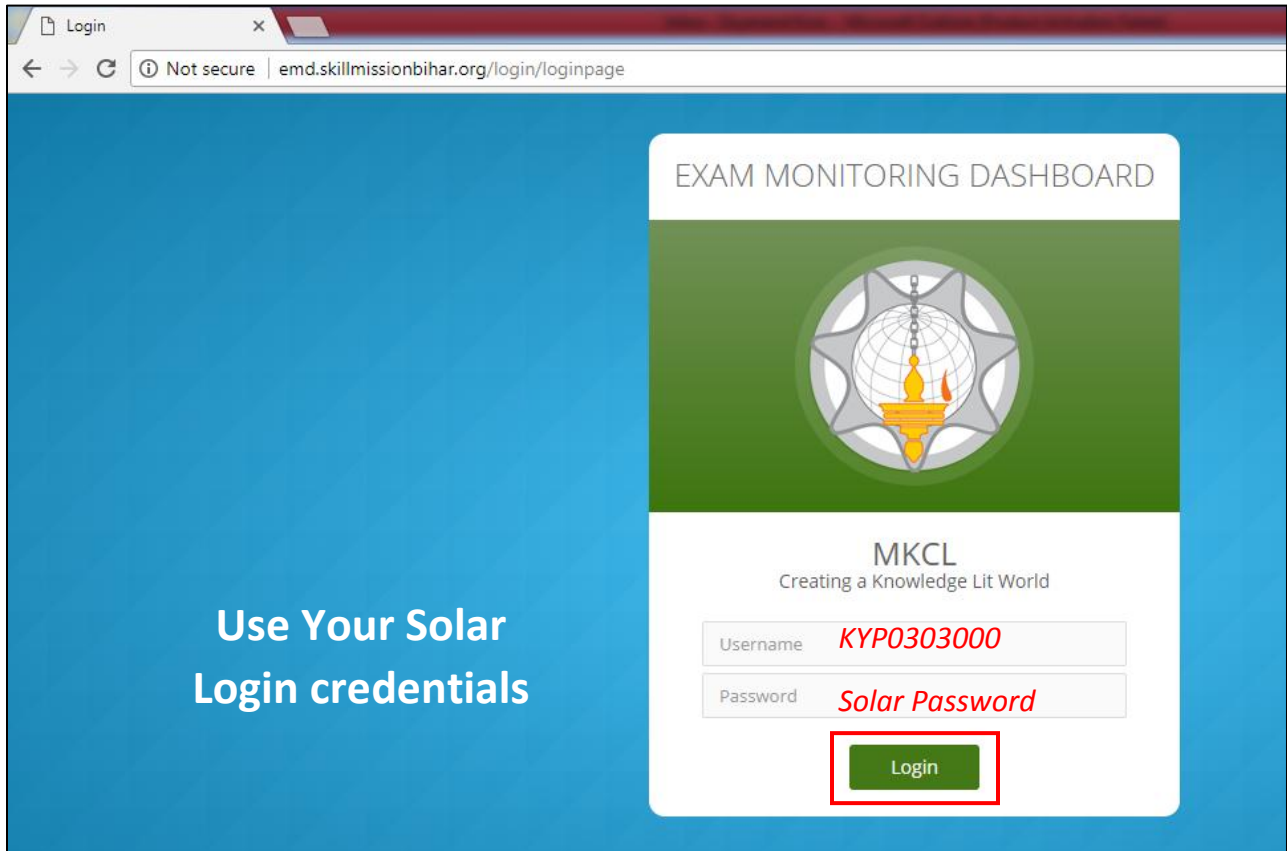 Login
Not secure | emd.skillmissionbihar.org/login/loginpage
EXAM MONITORING DASHBOARD
MKCL
Creating a Knowledge Lit World
Use Your Solar
Login credentials
Username KYP0303000
Password Solar Password
Login